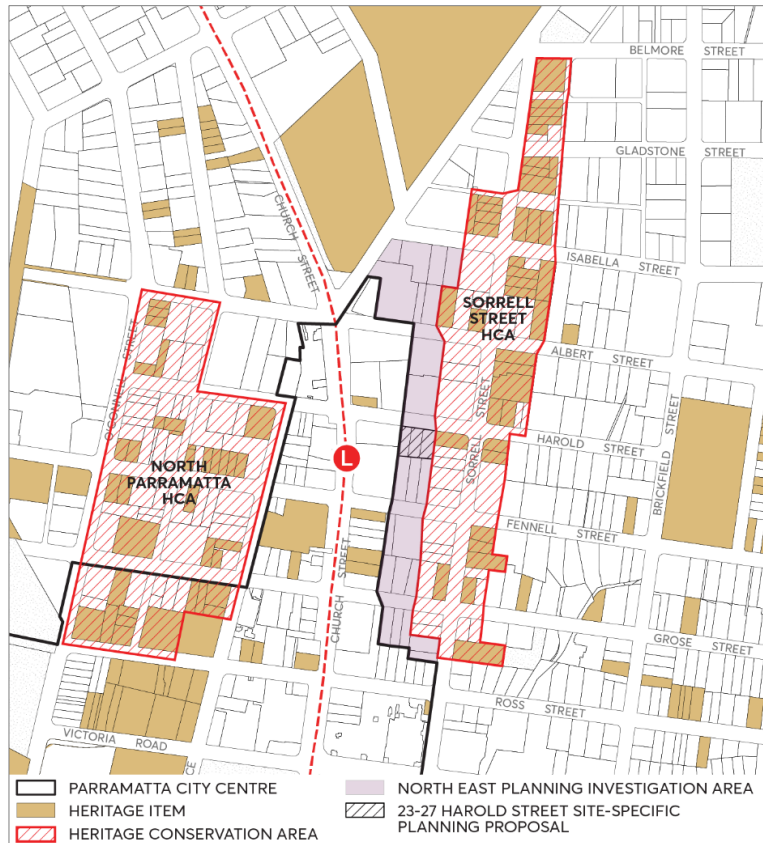 BELMORE STREET
GLADSTONE STREET
CHURCH STREET
ISABELLA STREET
SORRELL
STREET
HCA
ALBERT STREET
O'CONNELL STREET
SORRELL STREET
HAROLD STREET
BRICKFIELD STREET
NORTH
PARRAMATTA
HCA
L
FENNELL STREET
CHURCH STREET
GROSE STREET
ROSS STREET
VICTORIA ROAD
CE
PARRAMATTA CITY CENTRE
HERITAGE ITEM
HERITAGE CONSERVATION AREA
NORTH EAST PLANNING INVESTIGATION AREA
23-27 HAROLD STREET SITE-SPECIFIC
PLANNING PROPOSAL